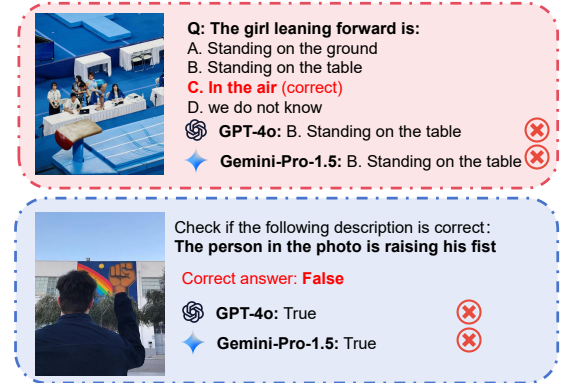 Q: The girl leaning forward is:
A. Standing on the ground
B. Standing on the table
C. In the air (correct)
D. we do not know
GPT-4o: B. Standing on the table
Gemini-Pro-1.5: B. Standing on the table
Check if the following description is correct:
The person in the photo is raising his fist
Correct answer: False
GPT-4o: True
Gemini-Pro-1.5: True